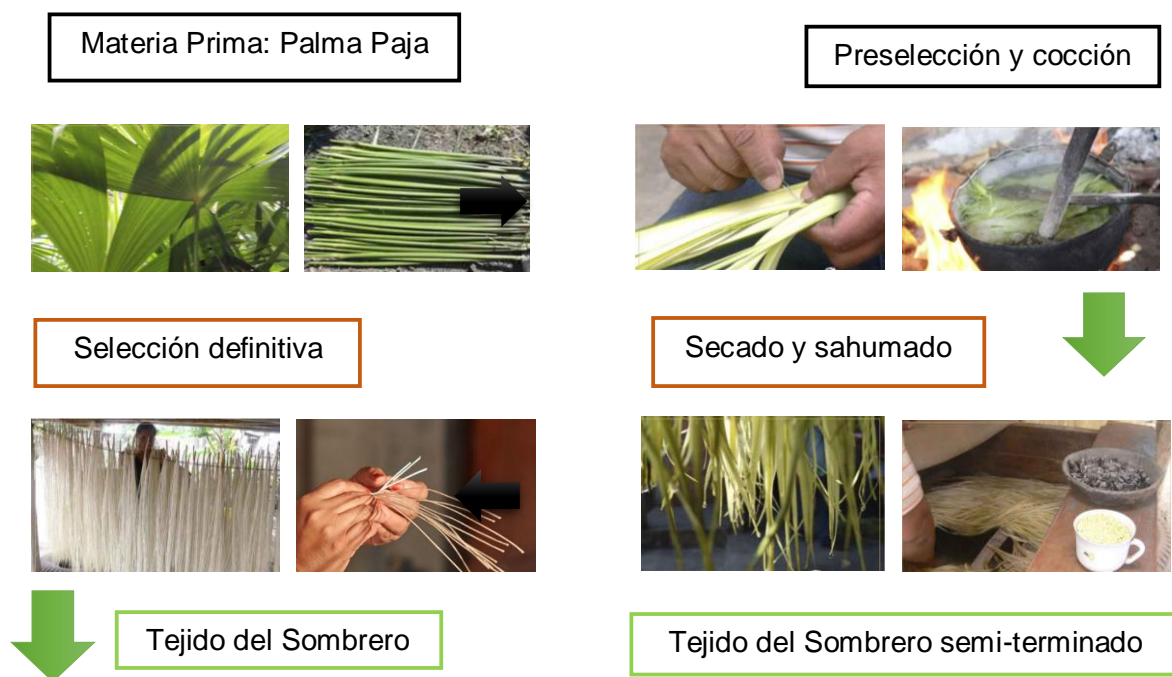 Materia Prima: Palma Paja
Preselección y cocción
Selección definitiva
Secado y sahumado
Tejido del Sombrero
Tejido del Sombrero semi-terminado